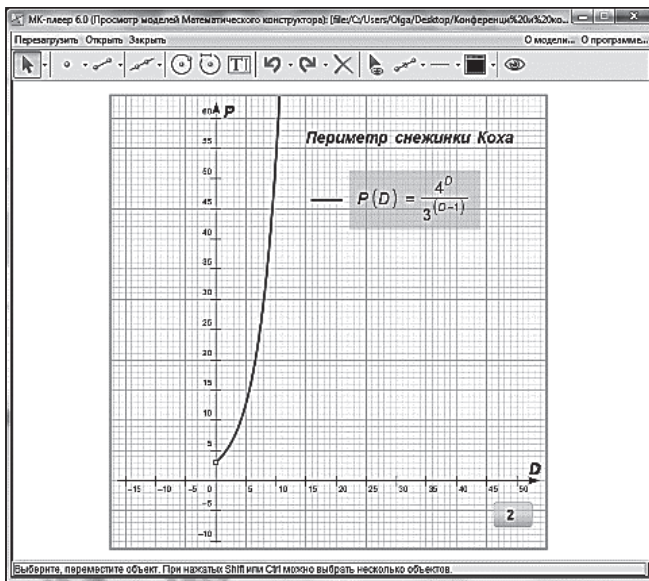 МК-плеер 6.0 (Просмотр моделей Математического конструктора): [file:/C:/Users/Olga/Desktop/Конференци%20и%20ко...
Перезагрузить Открыть Закрыть О модели... О программе...
P
Периметр снежинки Коха
P(D) = 4^D / 3^(D-1)
55
50
45
40
35
30
25
20
15
10
5
D
-15 -10 -5 0 5 10 15 20 25 30 35 40 45 50
-5
2
-10
Выберите, переместите объект. При нажатых Shift или Ctrl можно выбрать несколько объектов.